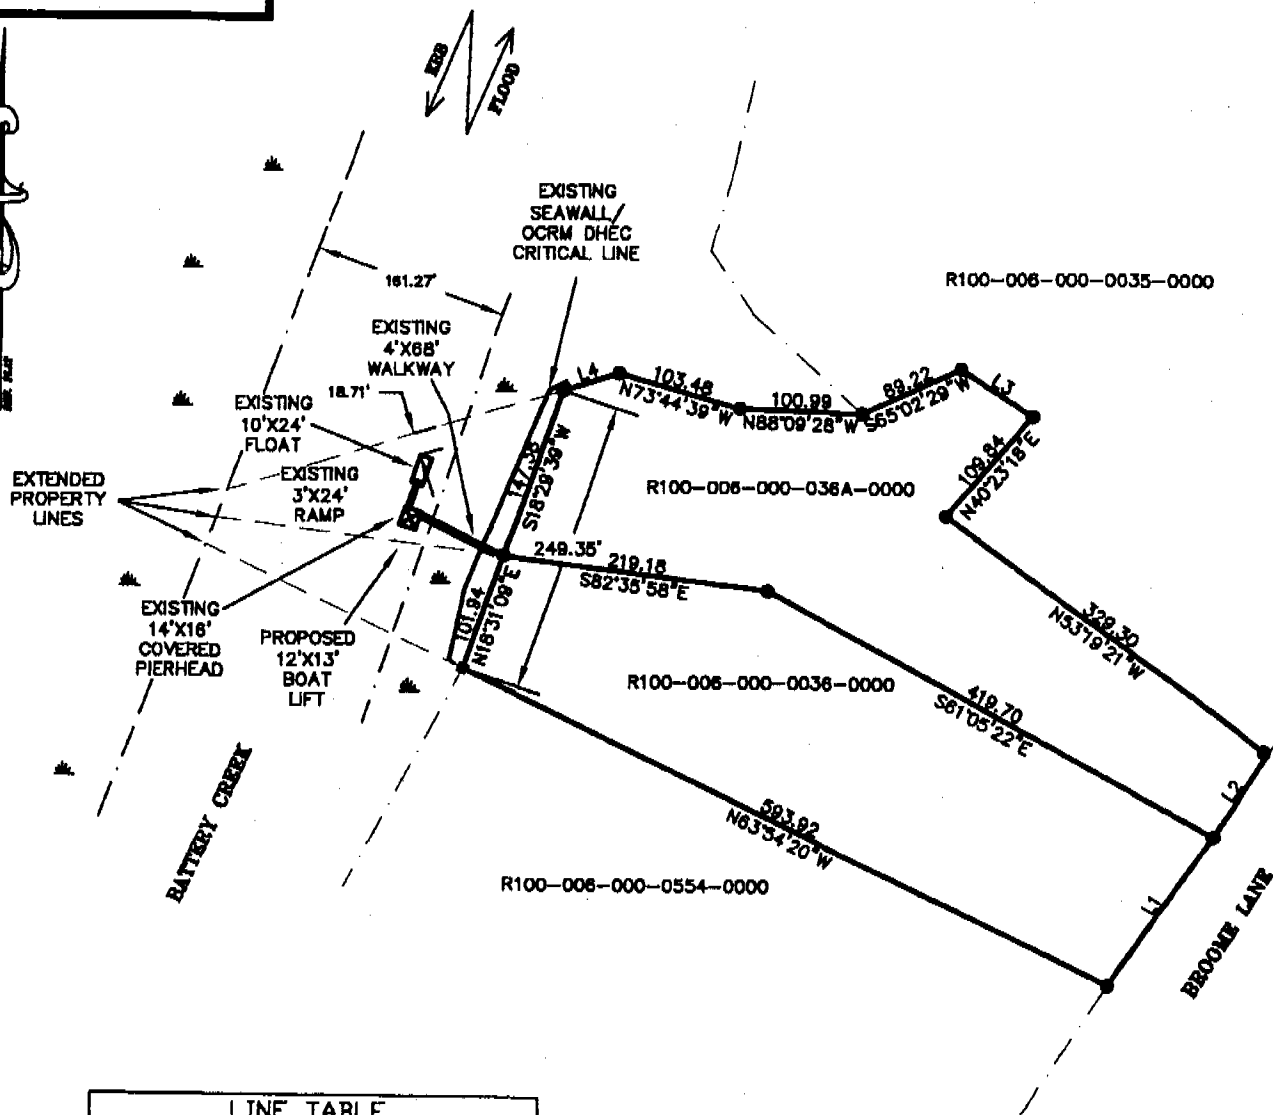 EBB
FLOOD
EXISTING
SEAWALL/
OCRM DHEC
CRITICAL LINE
161.27'
R100-006-000-0035-0000
EXISTING
4'X68'
WALKWAY
18.71'
L4
103.48
N73°44'39"W
100.99
N88°09'28"W
89.22
S65°02'29"W
L3
EXISTING
10'X24'
FLOAT
109.84
N40°23'18"E
EXTENDED
PROPERTY
LINES
EXISTING
3'X24'
RAMP
147.38
S18°29'39"W
R100-006-000-036A-0000
249.35'
219.18
S82°38'58"E
329.30
N53°19'21"W
EXISTING
14'X16'
COVERED
PIERHEAD
PROPOSED
12'X13'
BOAT
LIFT
101.94
N18°31'09"E
R100-006-000-0036-0000
419.70
S61°05'22"E
L2
BATTERY CREEK
593.92
N63°54'20"W
R100-006-000-0554-0000
L1
BROOME LANE
LINE TABLE